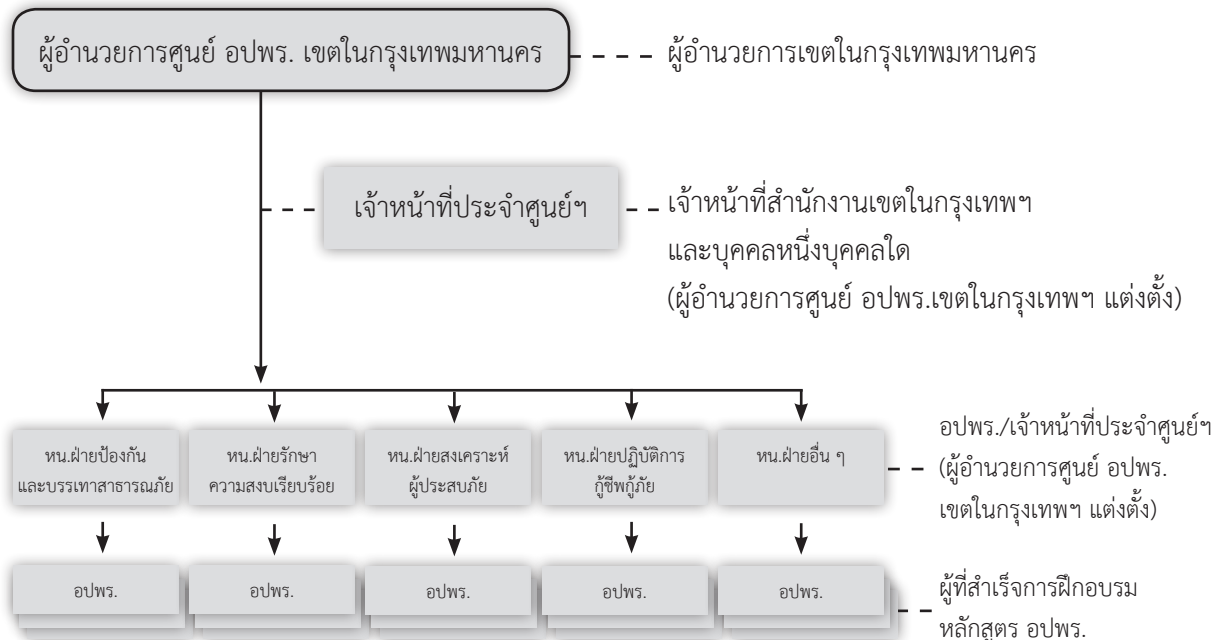 ผู้อำนวยการศูนย์ อปพร. เขตในกรุงเทพมหานคร
ผู้อำนวยการเขตในกรุงเทพมหานคร
เจ้าหน้าที่ประจำศูนย์ฯ
เจ้าหน้าที่สำนักงานเขตในกรุงเทพฯ
และบุคคลหนึ่งบุคคลใด
(ผู้อำนวยการศูนย์ อปพร.เขตในกรุงเทพฯ แต่งตั้ง)
หน.ฝ่ายป้องกัน
และบรรเทาสาธารณภัย
หน.ฝ่ายรักษา
ความสงบเรียบร้อย
หน.ฝ่ายสงเคราะห์
ผู้ประสบภัย
หน.ฝ่ายปฏิบัติการ
กู้ชีพกู้ภัย
หน.ฝ่ายอื่น ๆ
อปพร./เจ้าหน้าที่ประจำศูนย์ฯ
(ผู้อำนวยการศูนย์ อปพร.
เขตในกรุงเทพฯ แต่งตั้ง)
อปพร.
อปพร.
อปพร.
อปพร.
อปพร.
ผู้ที่สำเร็จการฝึกอบรม
หลักสูตร อปพร.